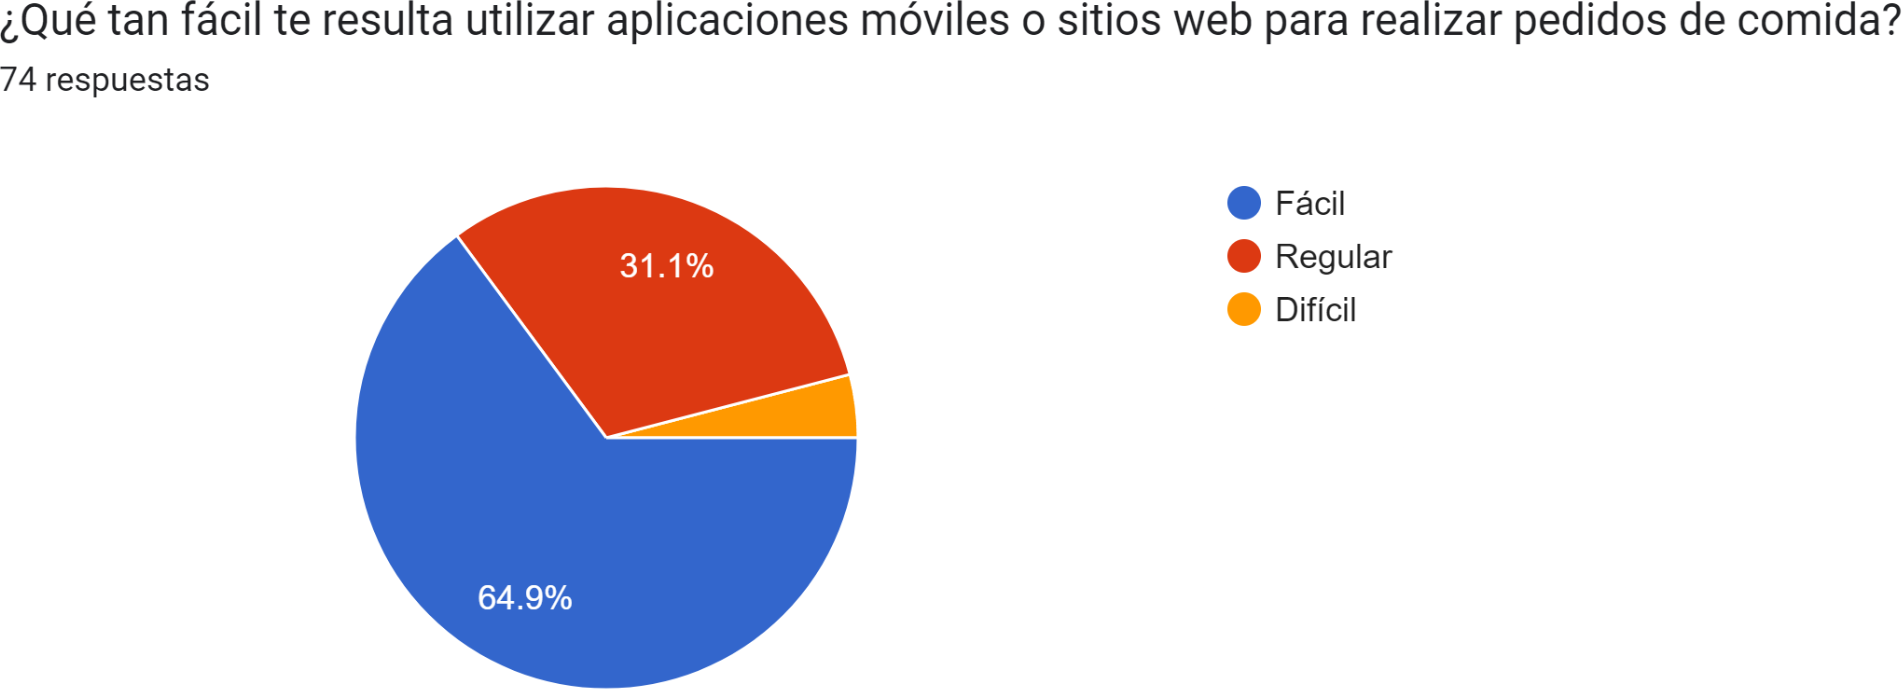 ¿Qué tan fácil te resulta utilizar aplicaciones móviles o sitios web para realizar pedidos de comida?
74 respuestas
31.1%
64.9%
Fácil
Regular
Difícil